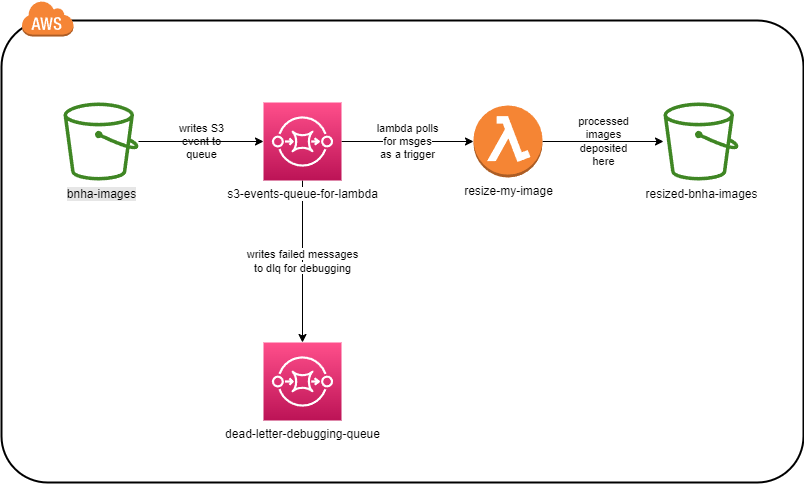 AWS
writes S3
event to
queue
lambda polls
for msges
as a trigger
processed
images
deposited
here
bnha-images
s3-events-queue-for-lambda
resize-my-image
resized-bnha-images
writes failed messages
to dlq for debugging
dead-letter-debugging-queue